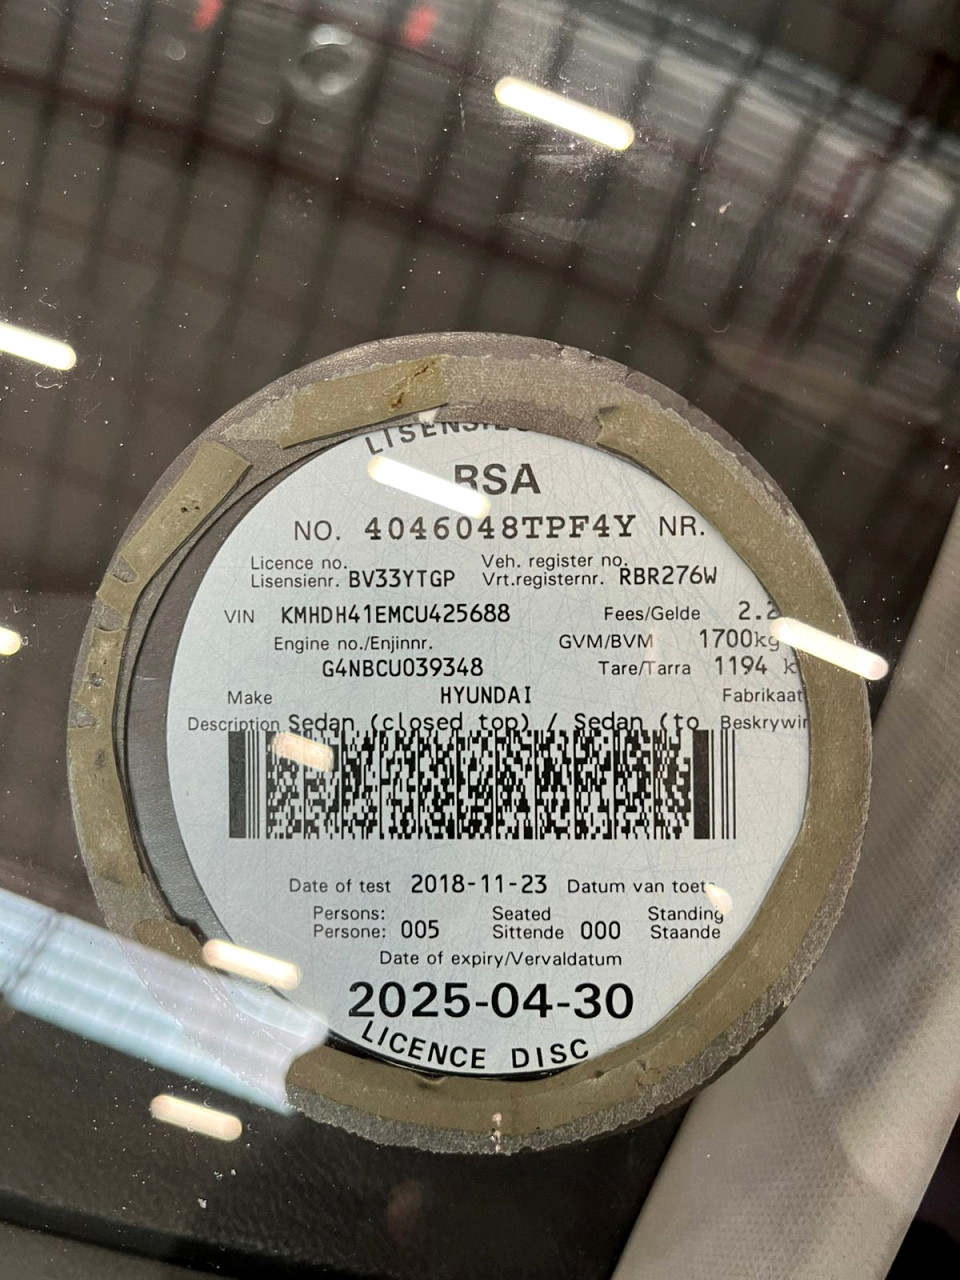 LISENSIE
RSA
NO. 4046048TPF4Y NR.
Licence no. Veh. register no.
Lisensienr. BV33YTGP Vrt.registernr. RBR276W
VIN KMHDH41EMCU425688 Fees/Gelde 2.2
Engine no./Enjinnr. GVM/BVM 1700kg
G4NBCU039348 Tare/Tarra 1194 k
Make HYUNDAI Fabrikaat
Description Sedan (closed top) / Sedan (to Beskrywin
Date of test 2018-11-23 Datum van toets
Persons: Seated Standing
Persone: 005 Sittende 000 Staande
Date of expiry/Vervaldatum
2025-04-30
LICENCE DISC